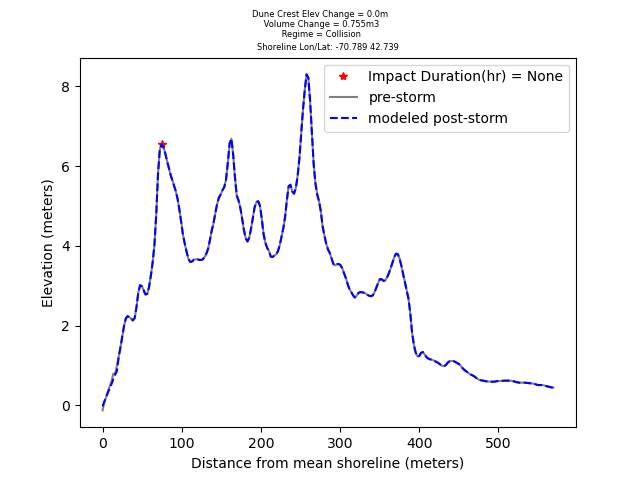 Dune Crest Elev Change = 0.0m
Volume Change = 0.755m3
Regime = Collision
Shoreline Lon/Lat: -70.789 42.739
Impact Duration(hr) = None
pre-storm
modeled post-storm
Elevation (meters)
8
6
4
2
0
0 100 200 300 400 500
Distance from mean shoreline (meters)